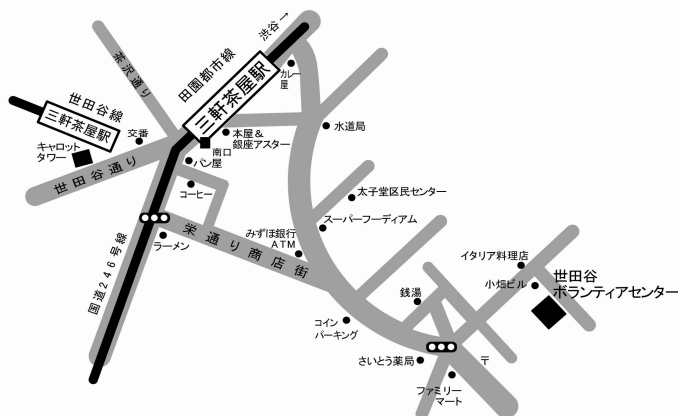 渋谷→
茶沢通り
田園都市線
三軒茶屋駅
カレー
屋
世田谷線
三軒茶屋駅
交番
キャロット
タワー
世田谷通り
南口
本屋&
銀座アスター
水道局
パン屋
コーヒー
太子堂区民センター
スーパーフーディアム
みずほ銀行
ATM
栄通り商店街
ラーメン
国道246号線
イタリア料理店
小畑ビル
世田谷
ボランティアセンター
銭湯
コイン
パーキング
さいとう薬局
〒
ファミリー
マート